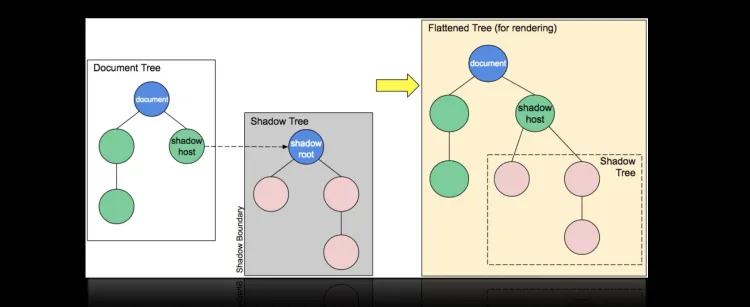 Document Tree
document
shadow
host
Shadow Tree
shadow
root
Shadow Boundary
Flattened Tree (for rendering)
document
shadow
host
Shadow
Tree